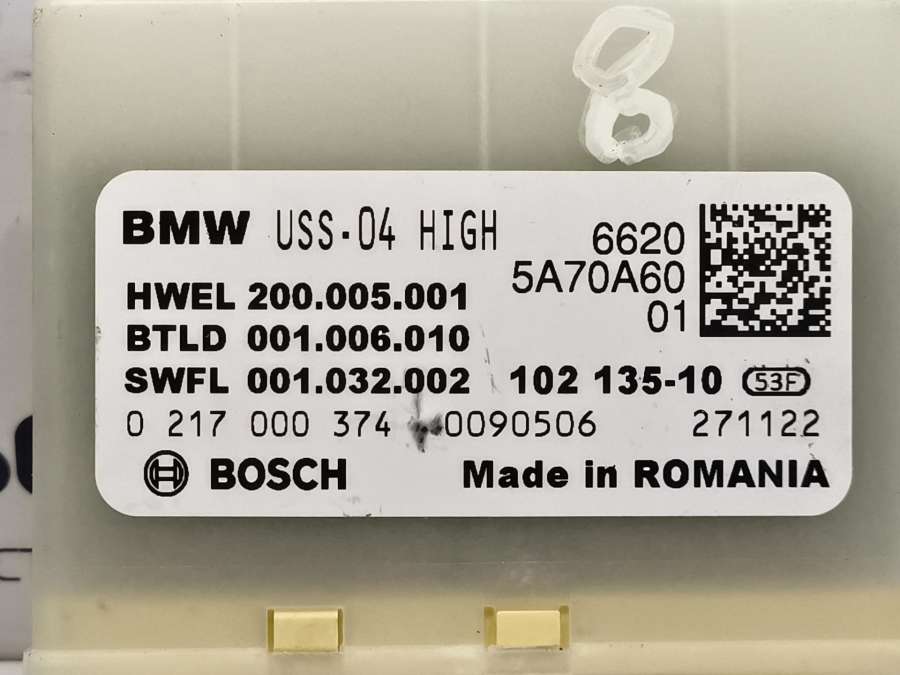 8
BMW USS-04 HIGH 6620
5A70A60
01
HWEL 200.005.001
BTLD 001.006.010
SWFL 001.032.002 102 135-10 53F
0 217 000 374 0090506 271122
BOSCH Made in ROMANIA